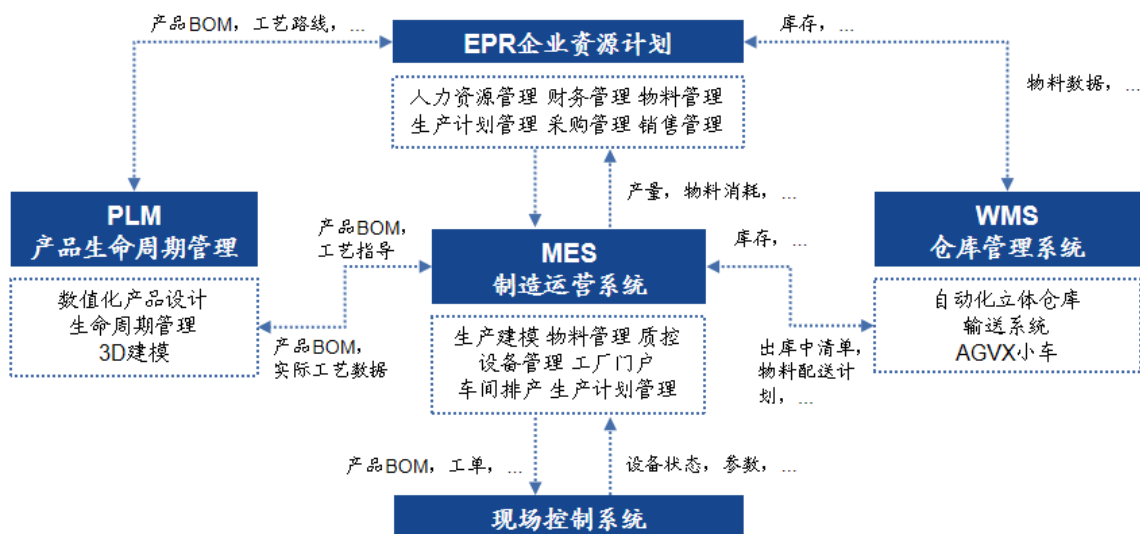 产品BOM，工艺路线，…
EPR企业资源计划
库存，…
人力资源管理 财务管理 物料管理
生产计划管理 采购管理 销售管理
物料数据，…
产量，物料消耗，…
PLM
产品生命周期管理
数值化产品设计
生命周期管理
3D建模
产品BOM，
工艺指导
产品BOM，
实际工艺数据
MES
制造运营系统
生产建模 物料管理 质控
设备管理 工厂门户
车间排产 生产计划管理
库存，…
出库中清单，
物料配送计
划，…
WMS
仓库管理系统
自动化立体仓库
输送系统
AGVX小车
产品BOM，工单，…
设备状态，参数，…
现场控制系统